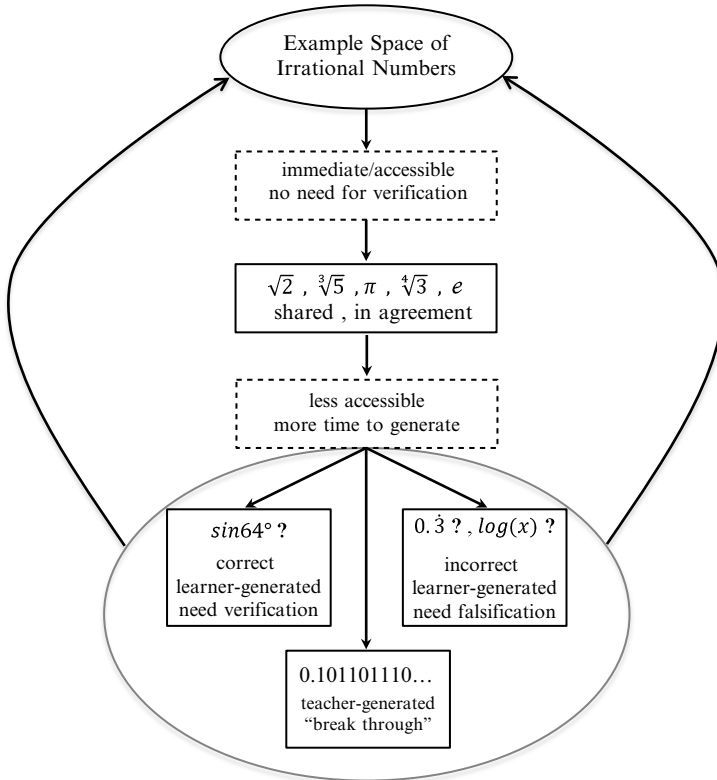 Example Space of
Irrational Numbers
immediate/accessible
no need for verification
√2 , ∛5 , π , ∜3 , e
shared , in agreement
less accessible
more time to generate
sin64° ?
correct
learner-generated
need verification
0.3̇ ? , log(x) ?
incorrect
learner-generated
need falsification
0.101101110…
teacher-generated
“break through”